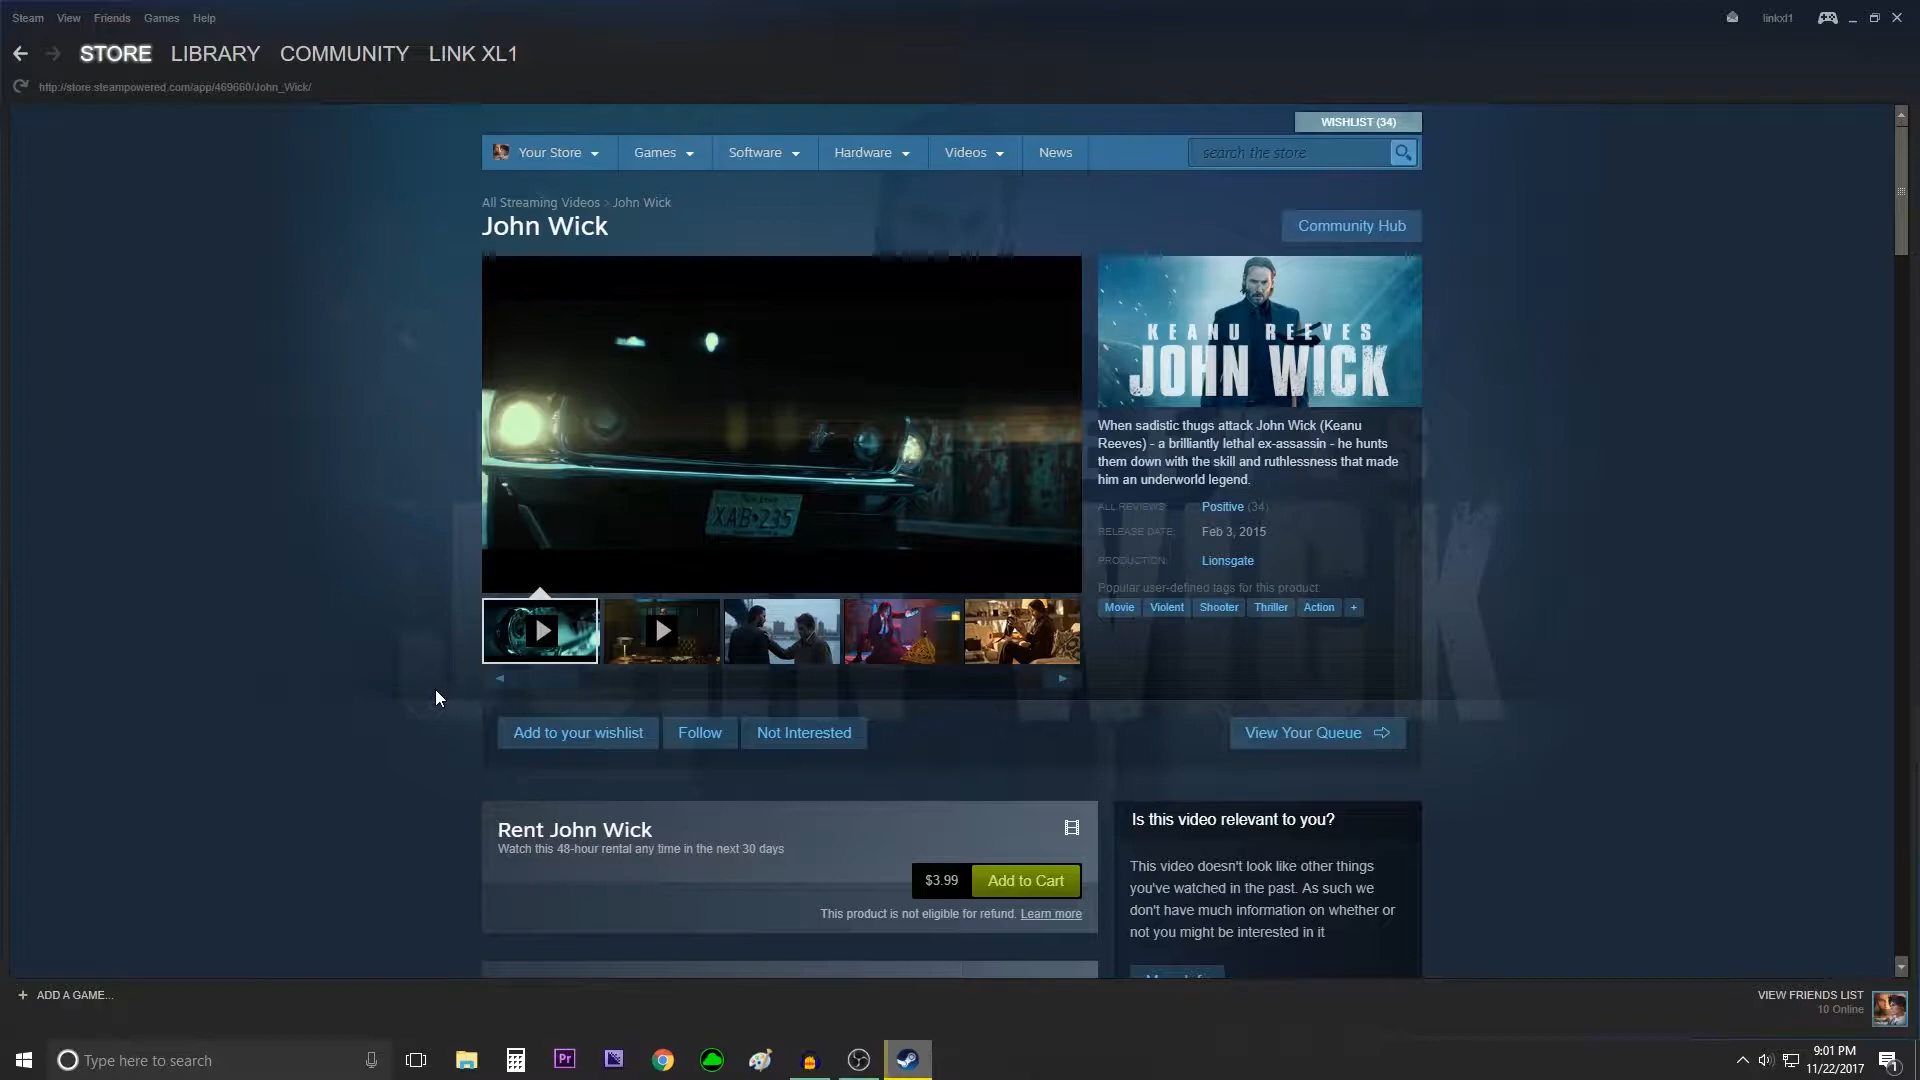 Steam View Friends Games Help
linkxl1
STORE LIBRARY COMMUNITY LINK XL1
http://store.steampowered.com/app/469660/John_Wick/
WISHLIST (34)
Your Store Games Software Hardware Videos News search the store
All Streaming Videos > John Wick
John Wick
Community Hub
KEANU REEVES
JOHN WICK
XAB·235
When sadistic thugs attack John Wick (Keanu
Reeves) - a brilliantly lethal ex-assassin - he hunts
them down with the skill and ruthlessness that made
him an underworld legend.
ALL REVIEWS: Positive (34)
RELEASE DATE: Feb 3, 2015
PRODUCTION: Lionsgate
Popular user-defined tags for this product:
Movie Violent Shooter Thriller Action +
Add to your wishlist Follow Not Interested View Your Queue
Rent John Wick
Watch this 48-hour rental any time in the next 30 days
$3.99 Add to Cart
This product is not eligible for refund. Learn more
Is this video relevant to you?
This video doesn't look like other things
you've watched in the past. As such we
don't have much information on whether or
not you might be interested in it
+ ADD A GAME...
VIEW FRIENDS LIST
10 Online
Type here to search
Pr
9:01 PM
11/22/2017
1